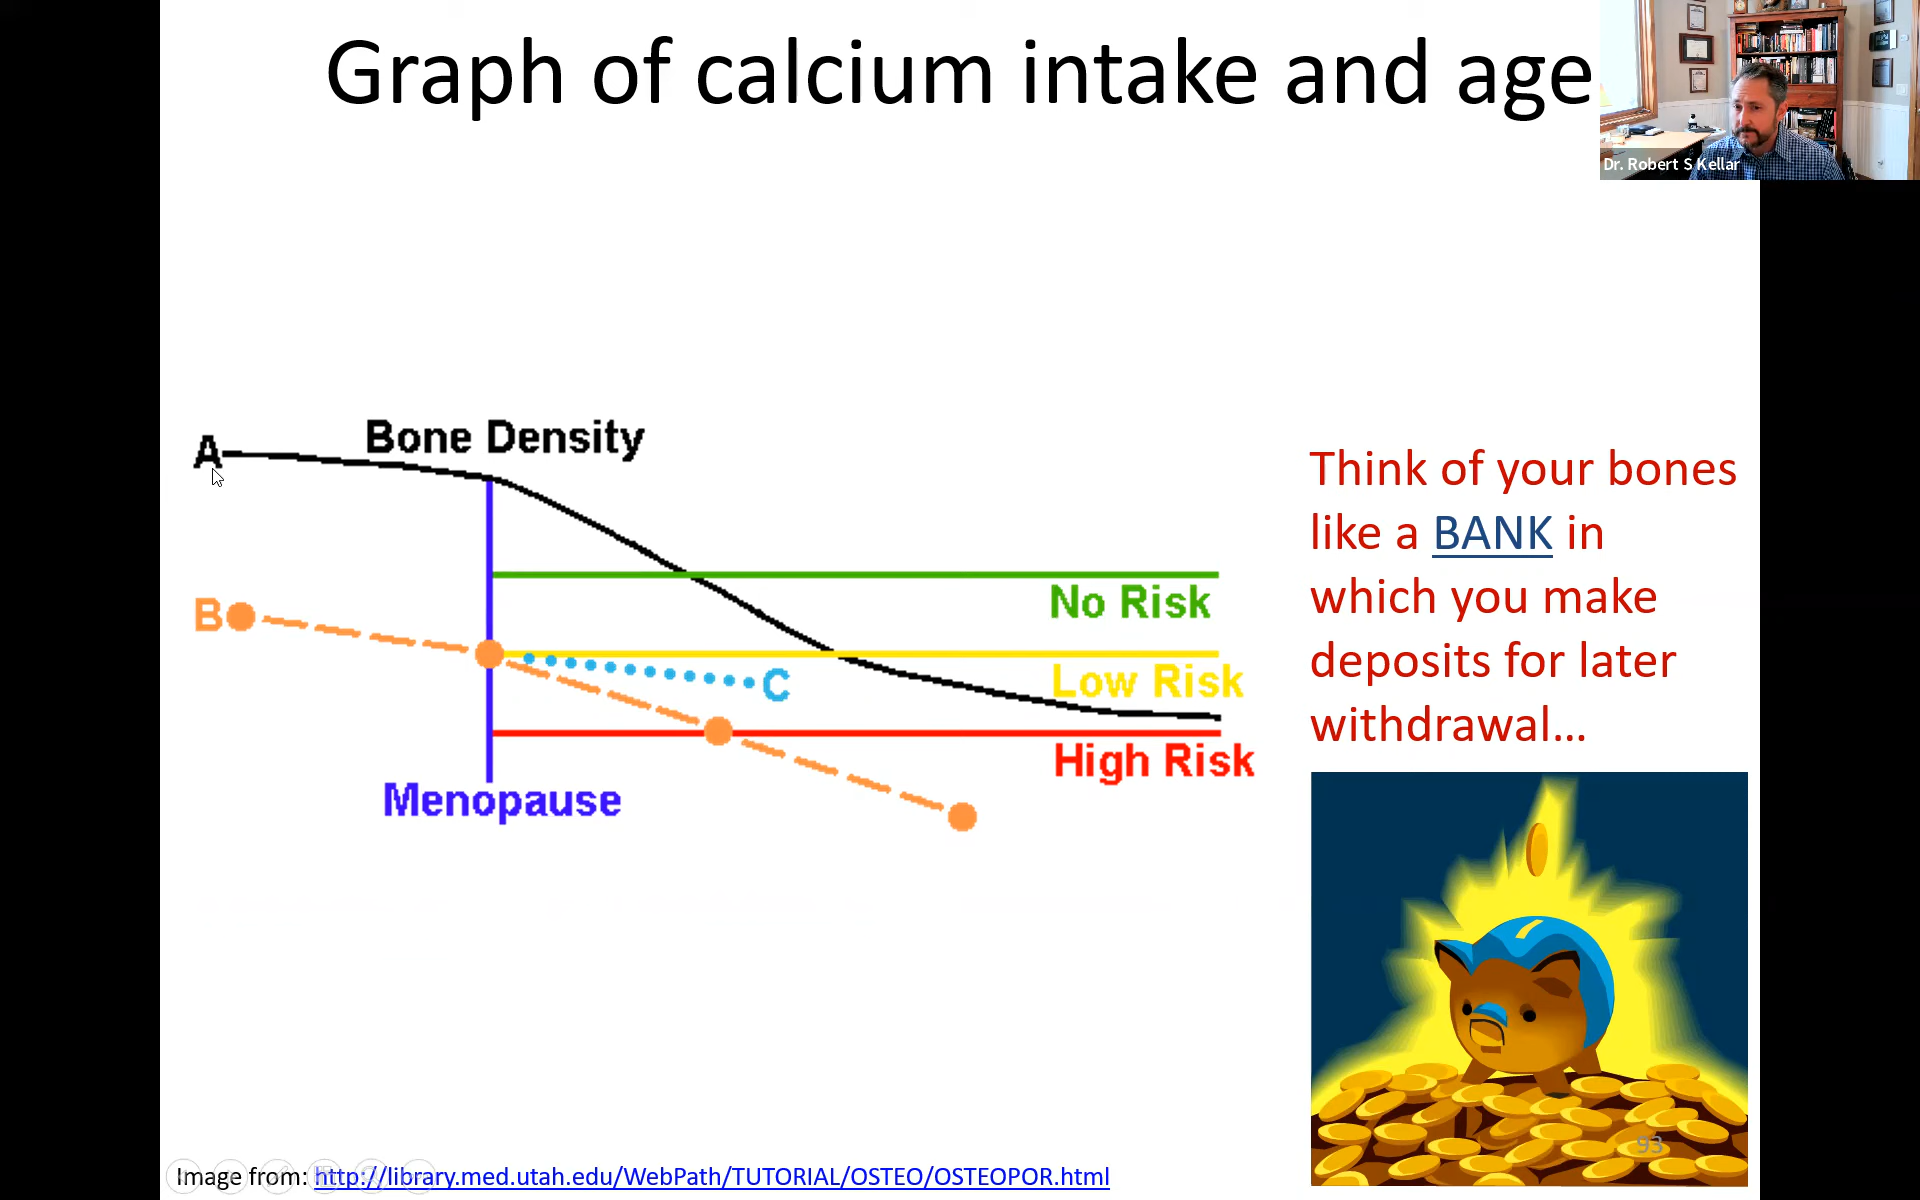 Graph of calcium intake and age
Dr. Robert S Kellar
A
Bone Density
B
No Risk
C
Low Risk
High Risk
Menopause
Think of your bones
like a BANK in
which you make
deposits for later
withdrawal...
93
Image from: http://library.med.utah.edu/WebPath/TUTORIAL/OSTEO/OSTEOPOR.html